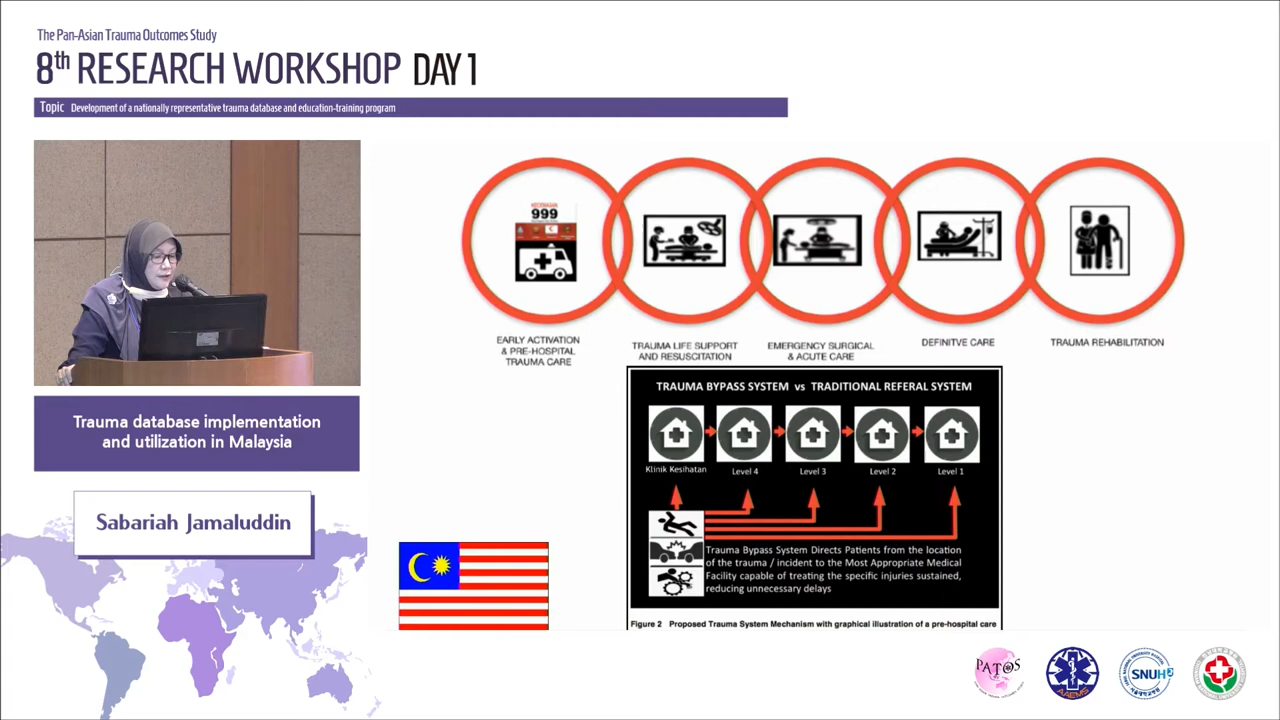 The Pan-Asian Trauma Outcomes Study
8th RESEARCH WORKSHOP DAY 1
Topic Development of a nationally representative trauma database and education-training program
999
EARLY ACTIVATION
& PRE-HOSPITAL
TRAUMA CARE
TRAUMA LIFE SUPPORT
AND RESUSCITATION
EMERGENCY SURGICAL
& ACUTE CARE
DEFINITVE CARE
TRAUMA REHABILITATION
TRAUMA BYPASS SYSTEM vs TRADITIONAL REFERAL SYSTEM
Klinik Kesihatan
Level 4
Level 3
Level 2
Level 1
Trauma Bypass System Directs Patients from the location
of the trauma / incident to the Most Appropriate Medical
Facility capable of treating the specific injuries sustained,
reducing unnecessary delays
Figure 2 Proposed Trauma System Mechanism with graphical illustration of a pre-hospital care
Trauma database implementation
and utilization in Malaysia
Sabariah Jamaluddin
PATOS
AAEMS
SNUH